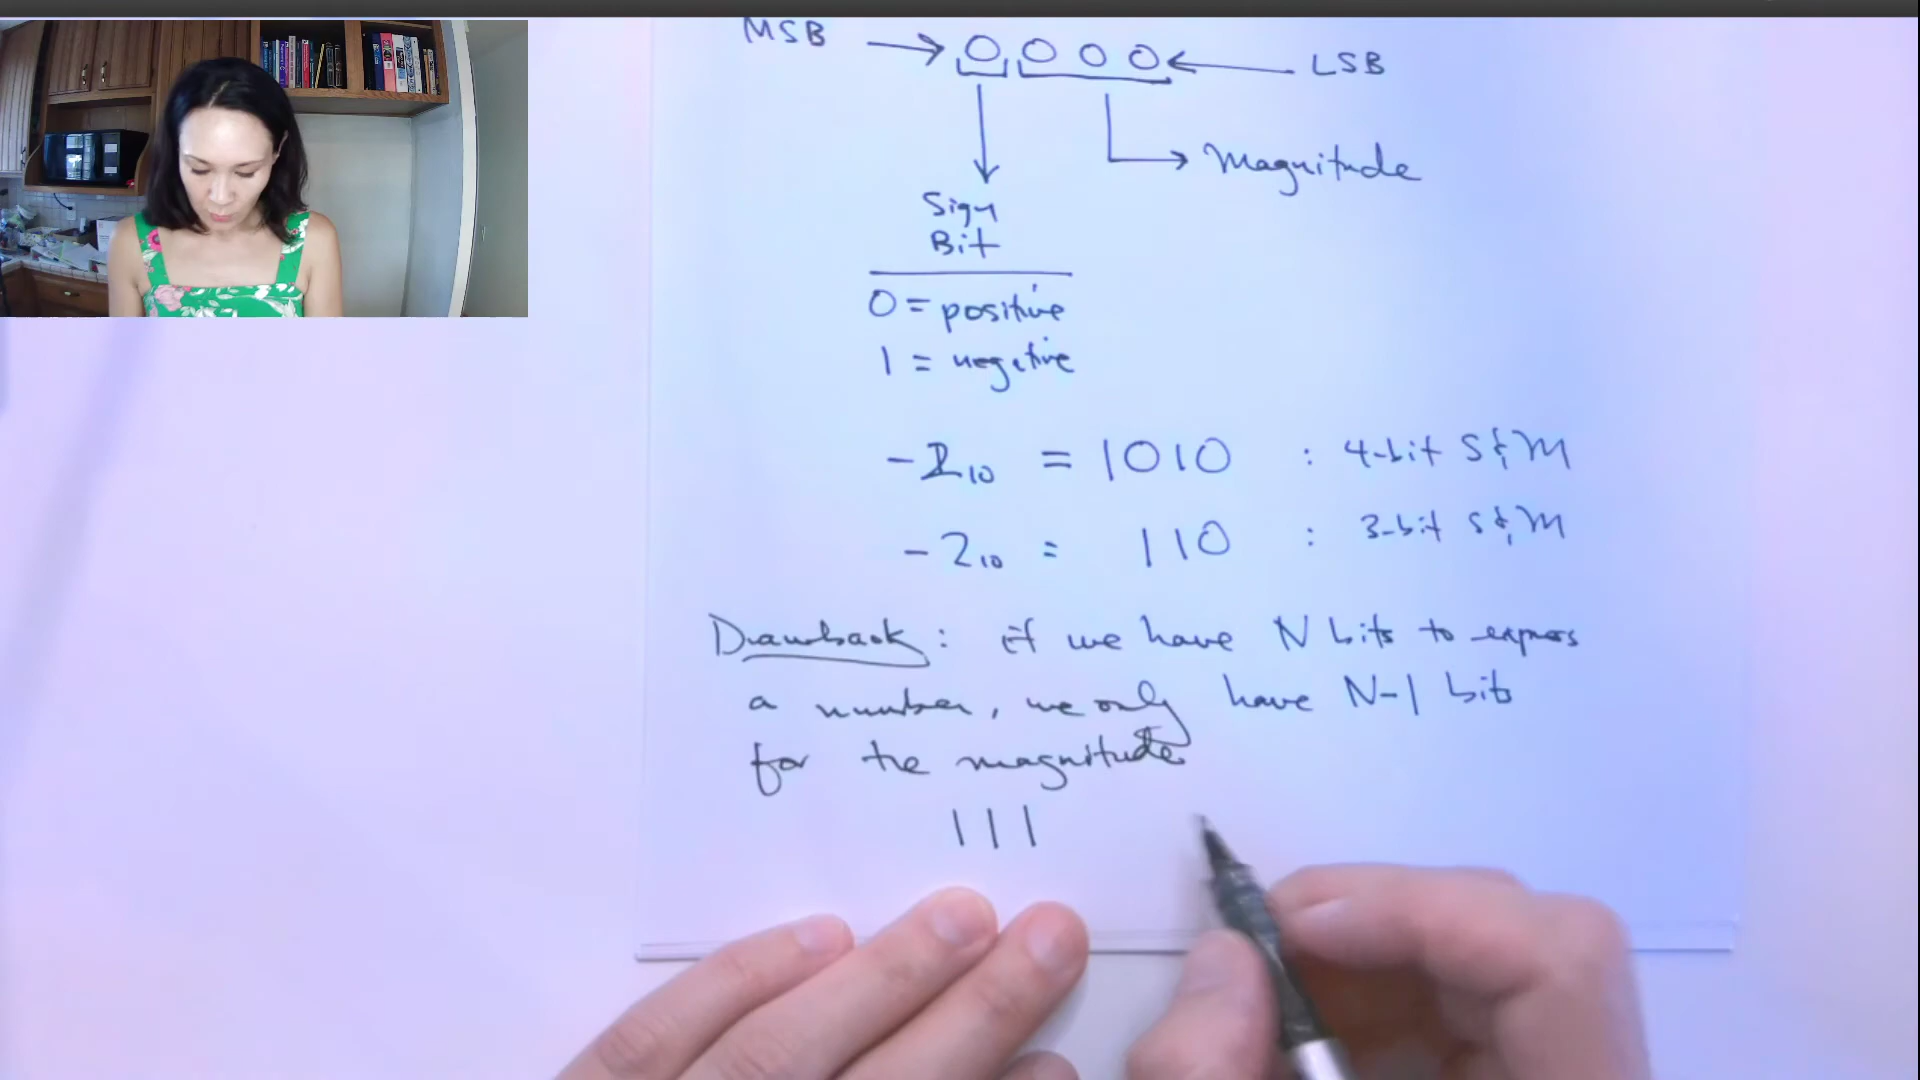 MSB → 0 0 0 0 ← LSB
→ Magnitude
Sign
Bit
0 = positive
1 = negative
-2₁₀ = 1010 : 4-bit S&M
-2₁₀ = 110 : 3-bit S&M
Drawback: if we have N bits to express
a number, we only have N-1 bits
for the magnitude
111